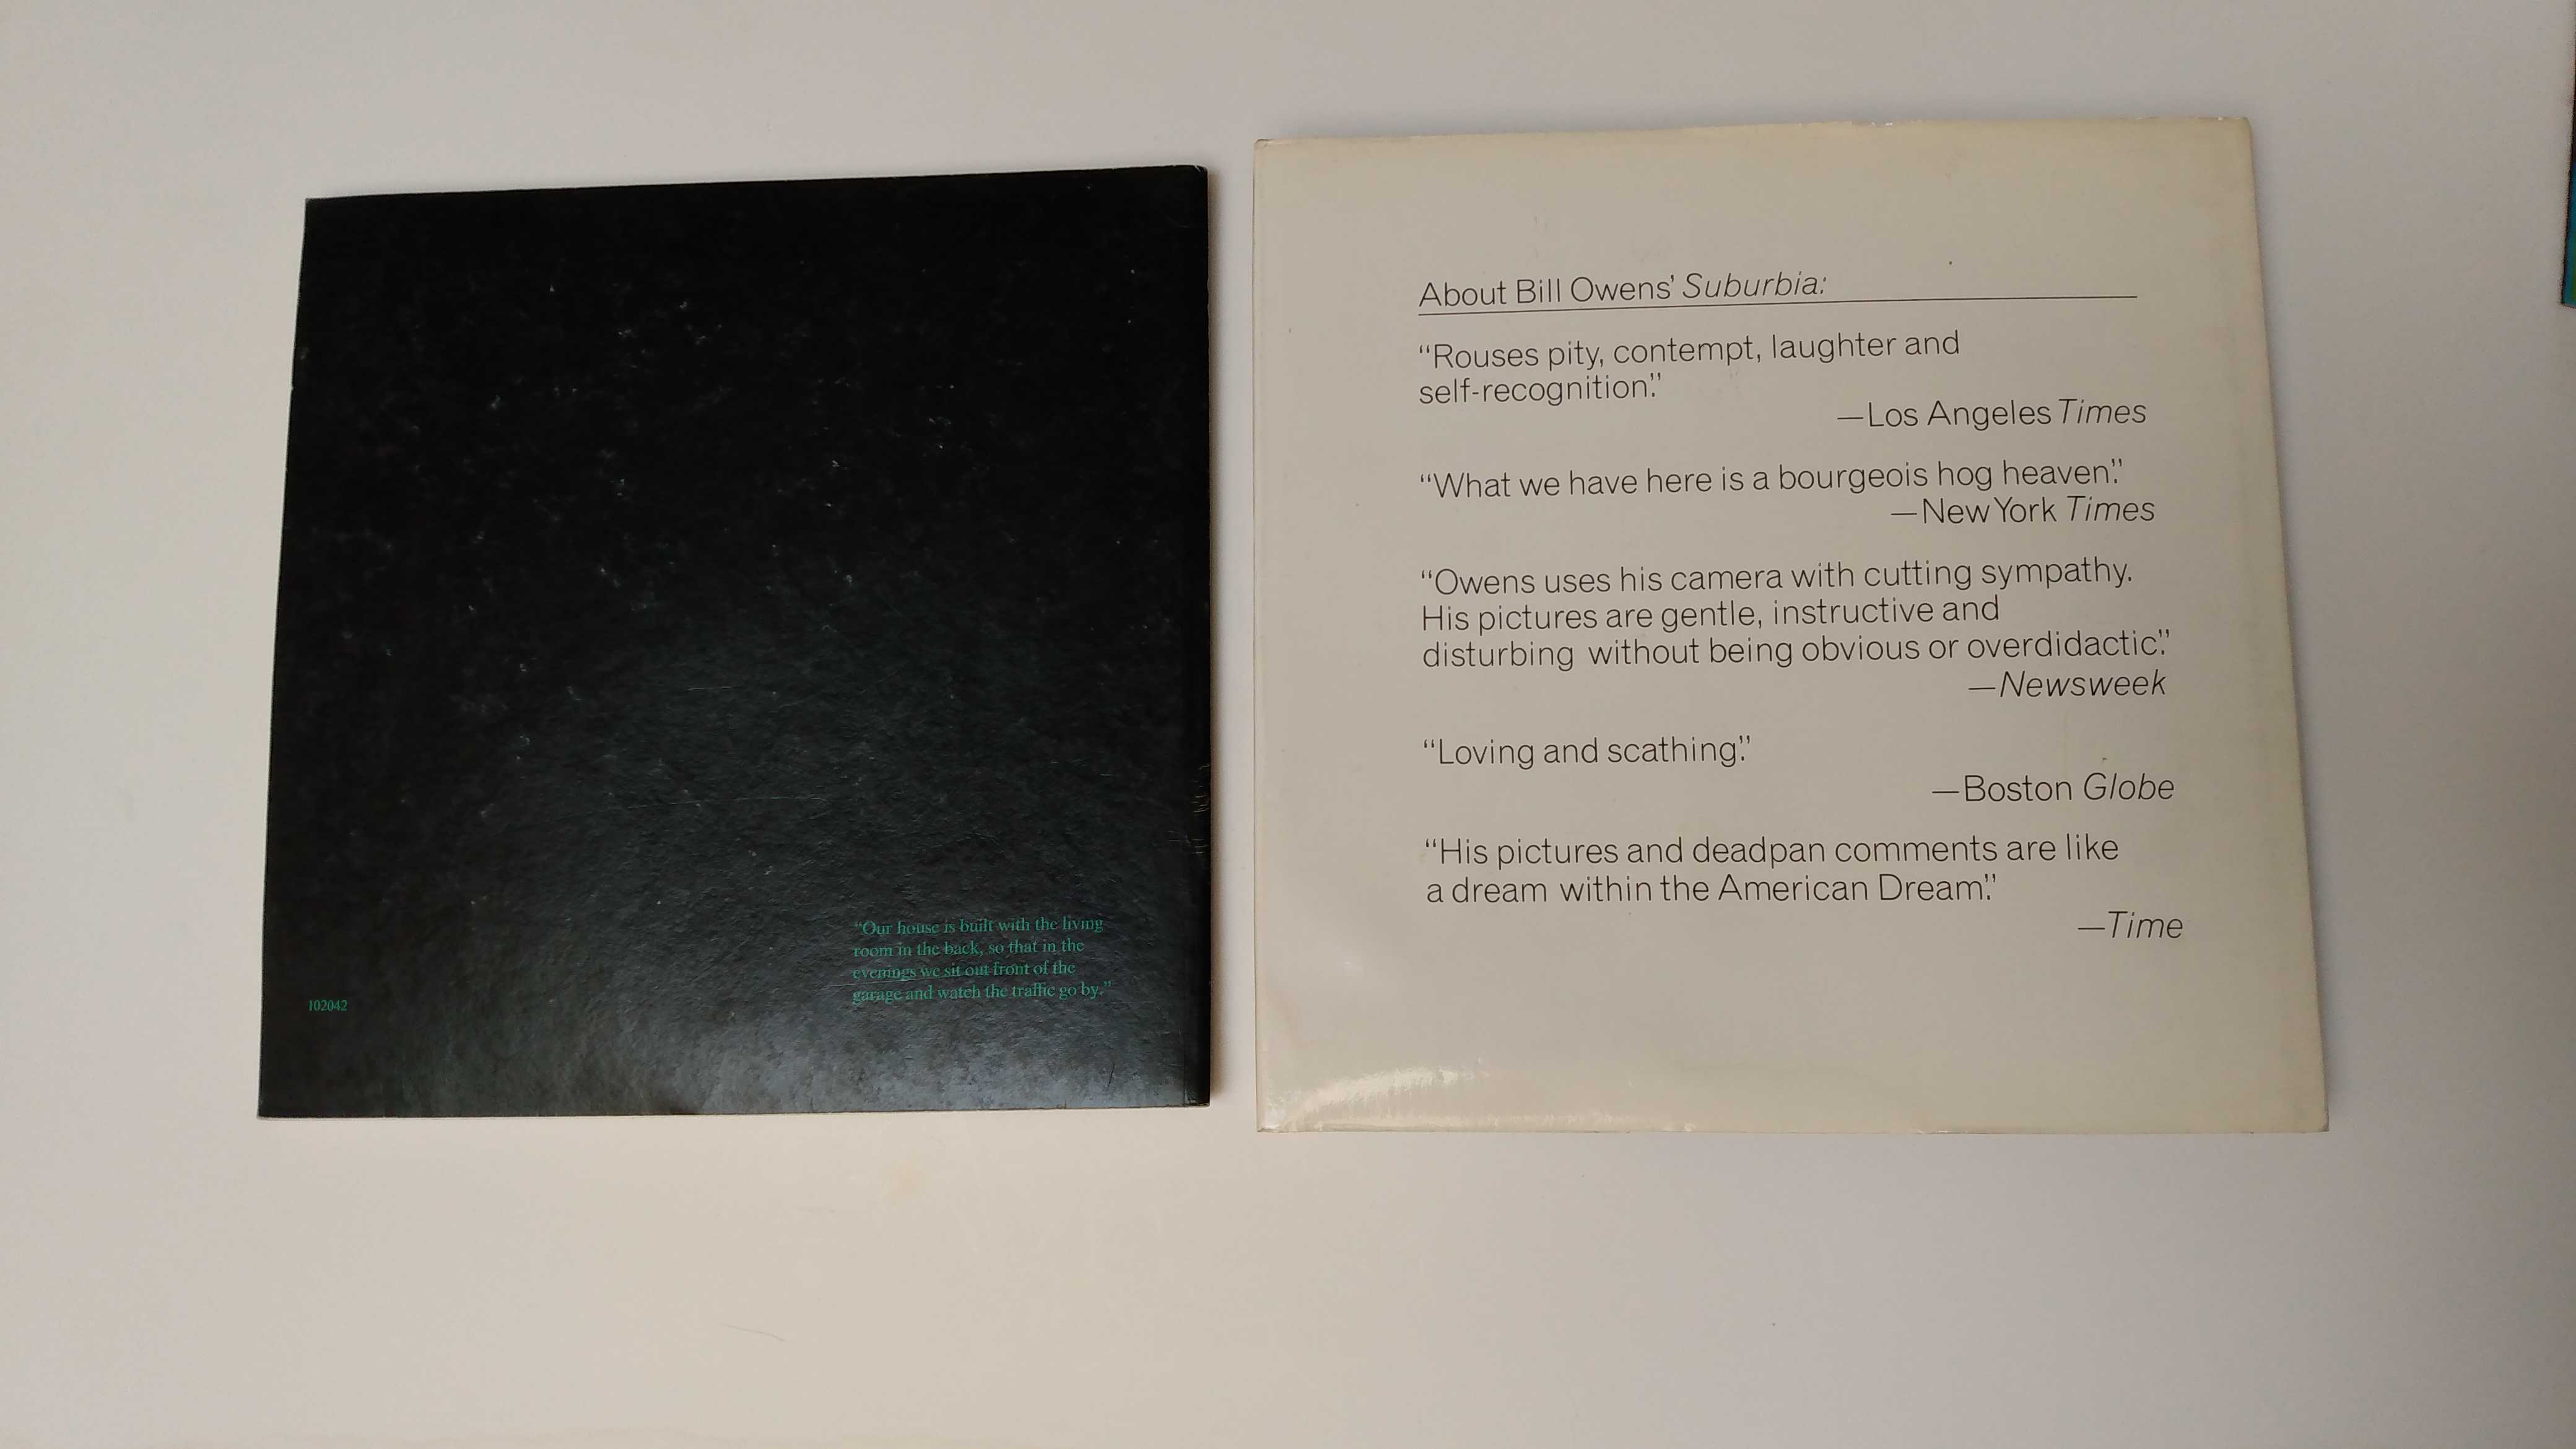 “Our house is built with the living
room in the back, so that in the
evenings we sit out front of the
garage and watch the traffic go by.”
102042
About Bill Owens’ Suburbia:
“Rouses pity, contempt, laughter and
self-recognition.”
—Los Angeles Times
“What we have here is a bourgeois hog heaven.”
—New York Times
“Owens uses his camera with cutting sympathy.
His pictures are gentle, instructive and
disturbing without being obvious or overdidactic.”
—Newsweek
“Loving and scathing.”
—Boston Globe
“His pictures and deadpan comments are like
a dream within the American Dream.”
—Time